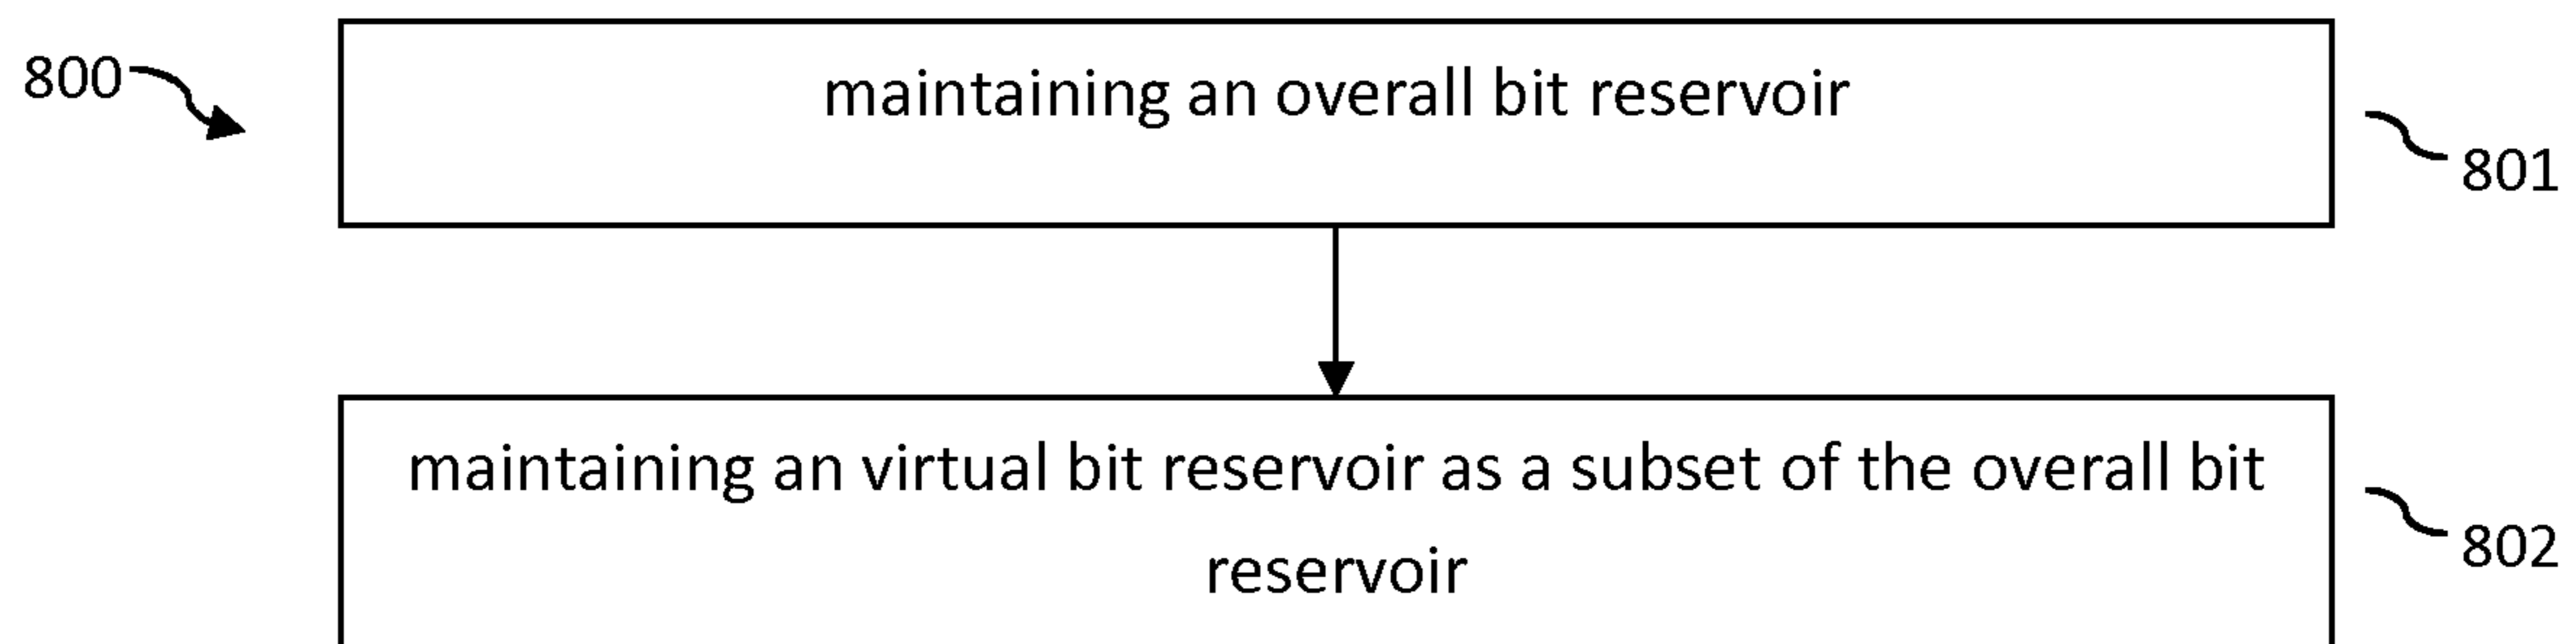 800
maintaining an overall bit reservoir
801
maintaining an virtual bit reservoir as a subset of the overall bit
reservoir
802